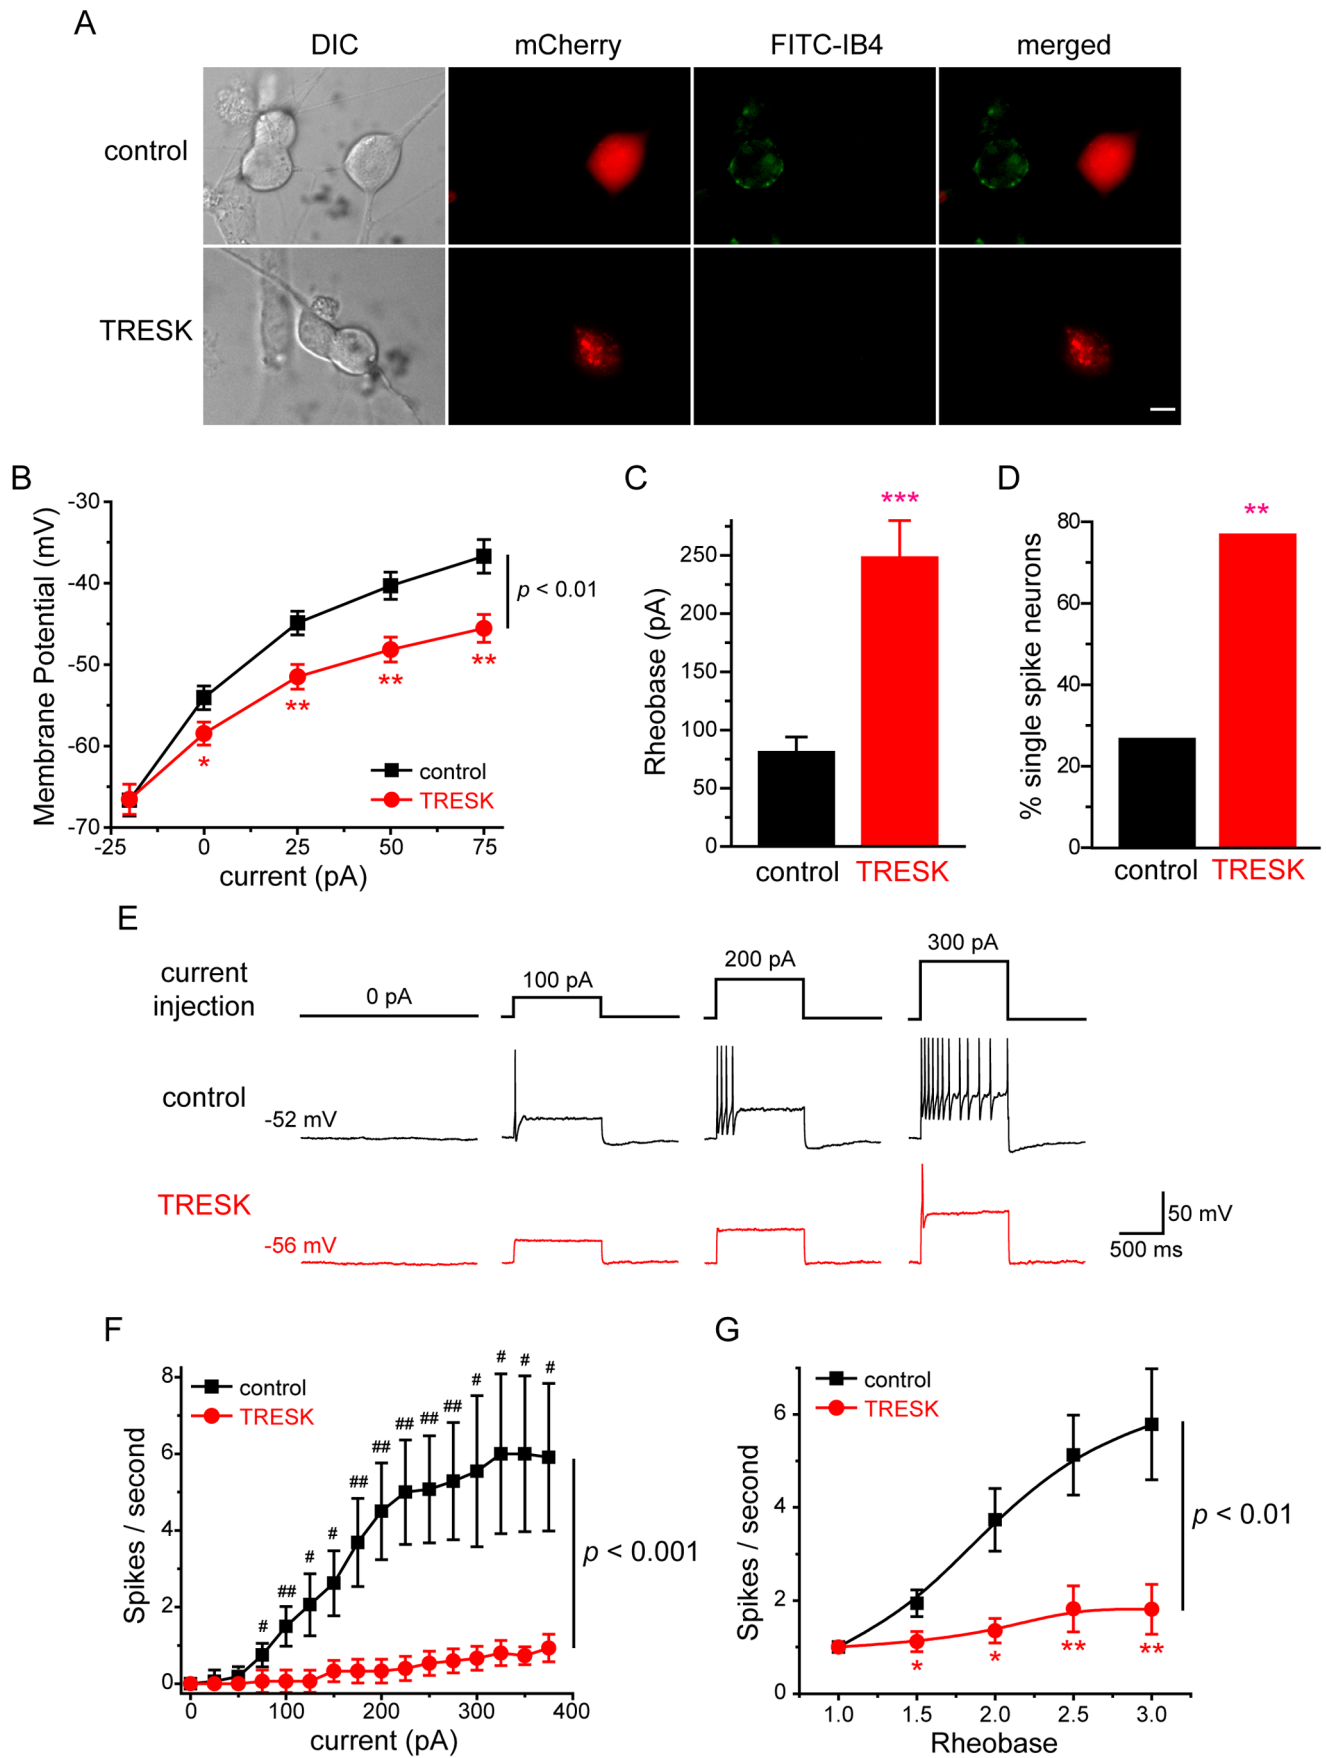 A
DIC mCherry FITC-IB4 merged
control
TRESK
B
Membrane Potential (mV)
-30
-40
-50
-60
-70
-25 0 25 50 75
current (pA)
p < 0.01
**
**
**
*
control
TRESK
C
Rheobase (pA)
***
250
200
150
100
50
0
control TRESK
D
% single spike neurons
**
80
60
40
20
0
control TRESK
E
current
injection
0 pA 100 pA 200 pA 300 pA
control
-52 mV
TRESK
-56 mV
50 mV
500 ms
F
Spikes / second
control
TRESK
8
6
4
2
0
# ## # # ## ## ## ## ## # # # #
p < 0.001
0 100 200 300 400
current (pA)
G
Spikes / second
control
TRESK
6
4
2
0
p < 0.01
* * ** **
1.0 1.5 2.0 2.5 3.0
Rheobase